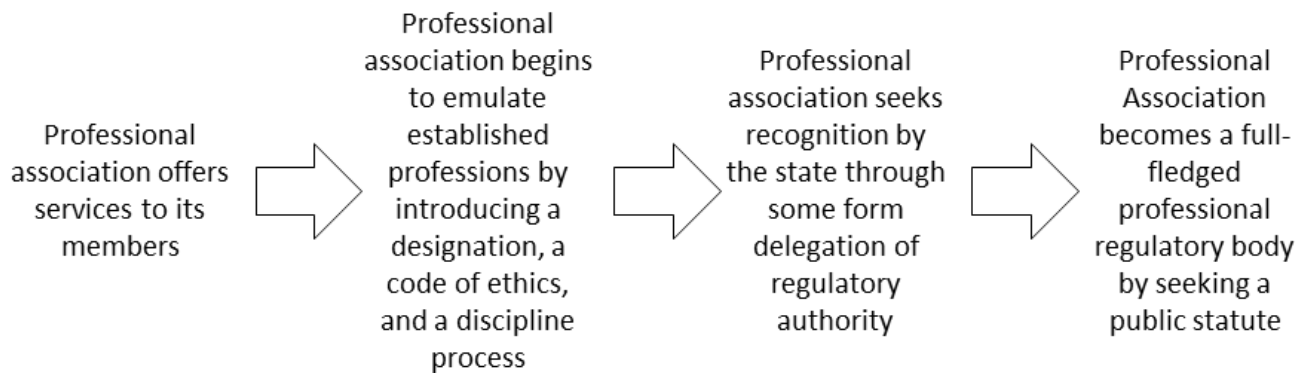 Professional
association offers
services to its
members
Professional
association begins
to emulate
established
professions by
introducing a
designation, a
code of ethics,
and a discipline
process
Professional
association seeks
recognition by
the state through
some form
delegation of
regulatory
authority
Professional
Association
becomes a full-
fledged
professional
regulatory body
by seeking a
public statute